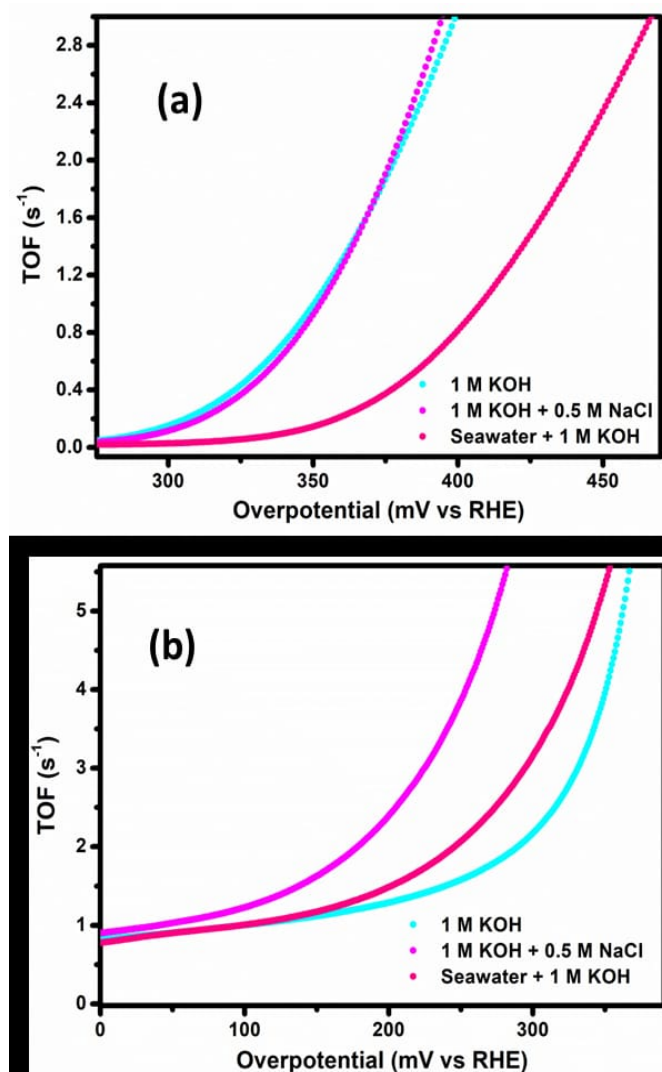 (a)
TOF (s⁻¹)
2.8
2.4
2.0
1.6
1.2
0.8
0.4
0.0
1 M KOH
1 M KOH + 0.5 M NaCl
Seawater + 1 M KOH
300 350 400 450
Overpotential (mV vs RHE)
(b)
TOF (s⁻¹)
5
4
3
2
1
0
1 M KOH
1 M KOH + 0.5 M NaCl
Seawater + 1 M KOH
0 100 200 300
Overpotential (mV vs RHE)